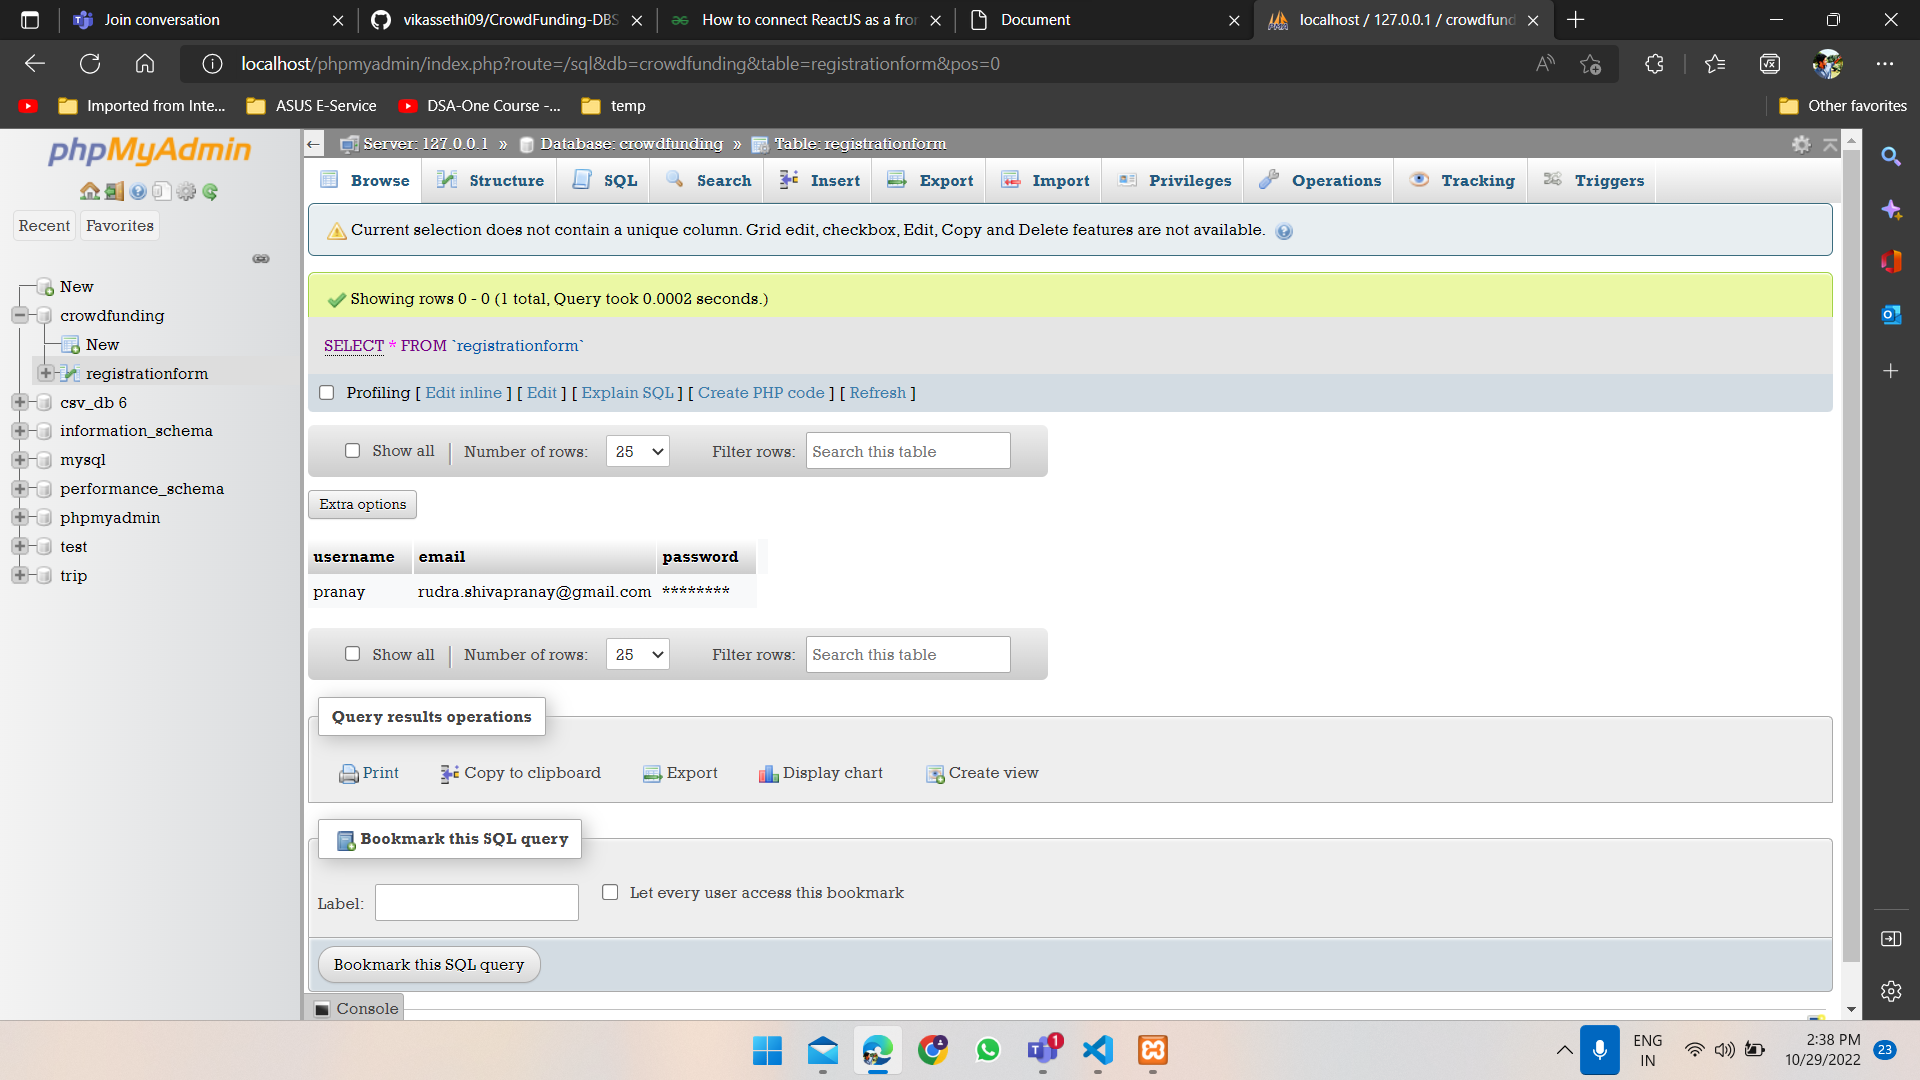 Join conversation
vikassethi09/CrowdFunding-DBS
How to connect ReactJS as a fro
Document
localhost / 127.0.0.1 / crowdfund
localhost/phpmyadmin/index.php?route=/sql&db=crowdfunding&table=registrationform&pos=0
Imported from Inte...
ASUS E-Service
DSA-One Course -...
temp
Other favorites
phpMyAdmin
Recent
Favorites
New
crowdfunding
New
registrationform
csv_db 6
information_schema
mysql
performance_schema
phpmyadmin
test
trip
Server: 127.0.0.1 » Database: crowdfunding » Table: registrationform
Browse Structure SQL Search Insert Export Import Privileges Operations Tracking Triggers
Current selection does not contain a unique column. Grid edit, checkbox, Edit, Copy and Delete features are not available.
Showing rows 0 - 0 (1 total, Query took 0.0002 seconds.)
SELECT * FROM `registrationform`
Profiling [ Edit inline ] [ Edit ] [ Explain SQL ] [ Create PHP code ] [ Refresh ]
Show all | Number of rows: 25 Filter rows: Search this table
Extra options
username email password
pranay rudra.shivapranay@gmail.com ********
Show all | Number of rows: 25 Filter rows: Search this table
Query results operations
Print Copy to clipboard Export Display chart Create view
Bookmark this SQL query
Label: Let every user access this bookmark
Bookmark this SQL query
Console
1
ENG
IN
2:38 PM
10/29/2022
23